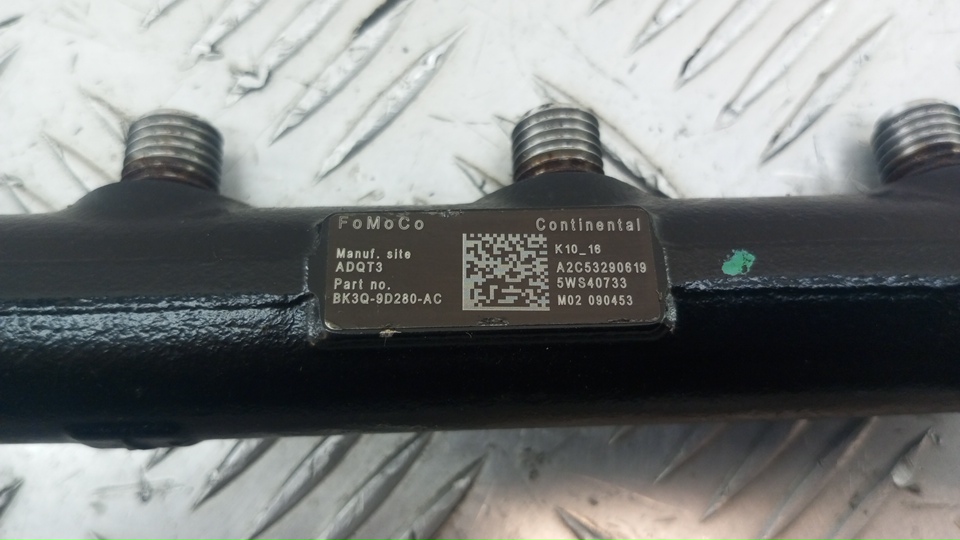 FoMoCo
Continental
Manuf. site
ADQT3
Part no.
BK3Q-9D280-AC
K10_16
A2C53290619
5WS40733
M02 090453